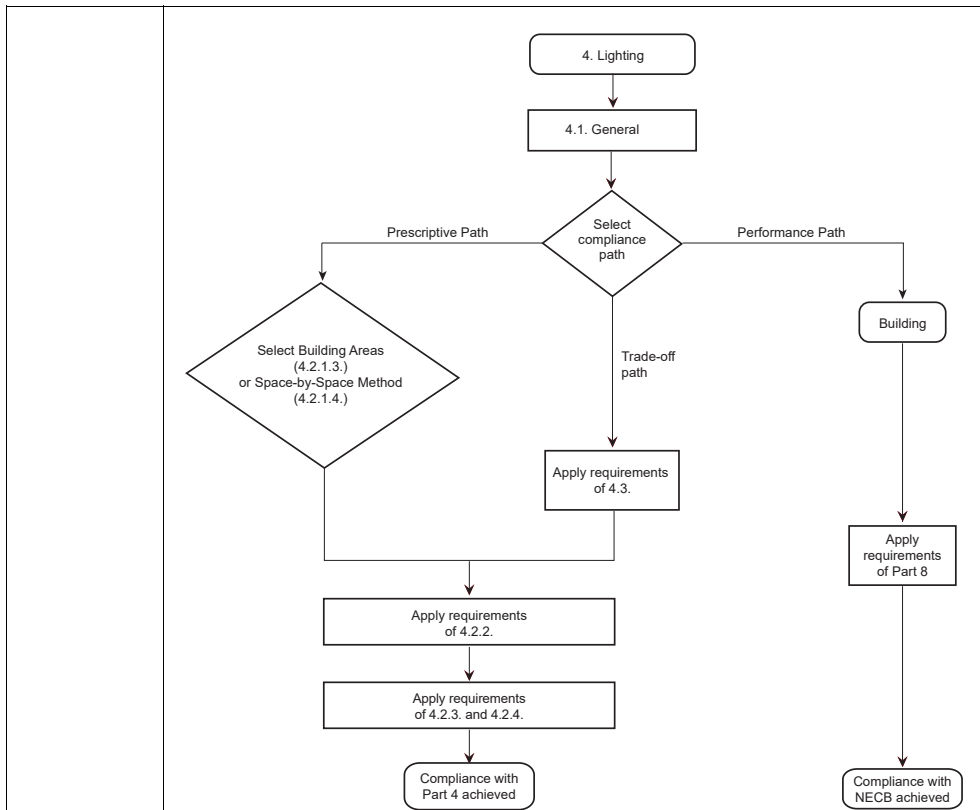 4. Lighting
4.1. General
Select
compliance
path
Prescriptive Path
Performance Path
Select Building Areas
(4.2.1.3.)
or Space-by-Space Method
(4.2.1.4.)
Trade-off
path
Building
Apply requirements
of 4.3.
Apply
requirements
of Part 8
Apply requirements
of 4.2.2.
Apply requirements
of 4.2.3. and 4.2.4.
Compliance with
Part 4 achieved
Compliance with
NECB achieved